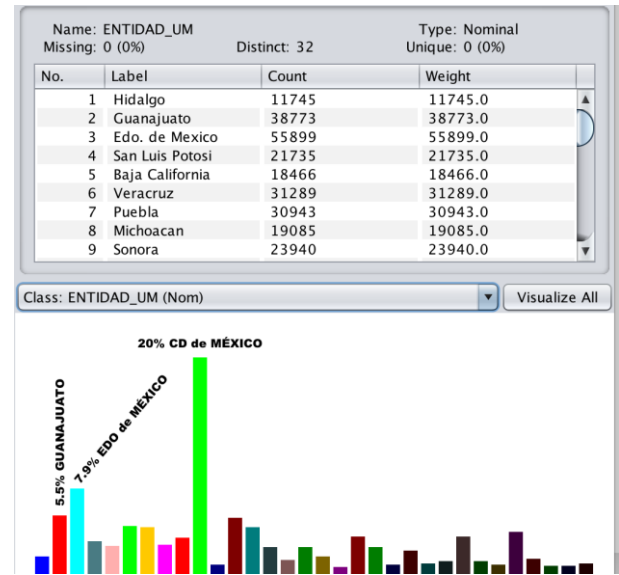 Name: ENTIDAD_UM Type: Nominal
Missing: 0 (0%) Distinct: 32 Unique: 0 (0%)
No. Label Count Weight
1 Hidalgo 11745 11745.0
2 Guanajuato 38773 38773.0
3 Edo. de Mexico 55899 55899.0
4 San Luis Potosi 21735 21735.0
5 Baja California 18466 18466.0
6 Veracruz 31289 31289.0
7 Puebla 30943 30943.0
8 Michoacan 19085 19085.0
9 Sonora 23940 23940.0
Class: ENTIDAD_UM (Nom) Visualize All
20% CD de MÉXICO
5.5% GUANAJUATO
7.9% EDO de MÉXICO